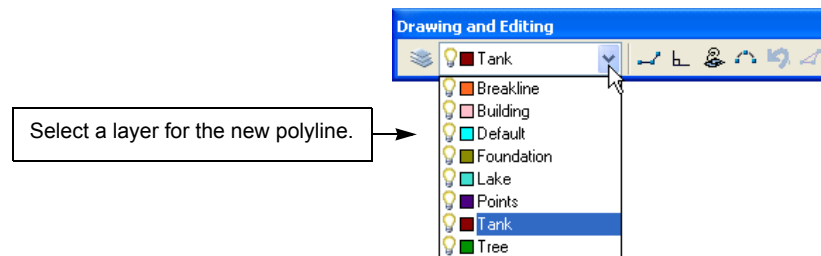 Drawing and Editing
Tank
Select a layer for the new polyline.
Breakline
Building
Default
Foundation
Lake
Points
Tank
Tree